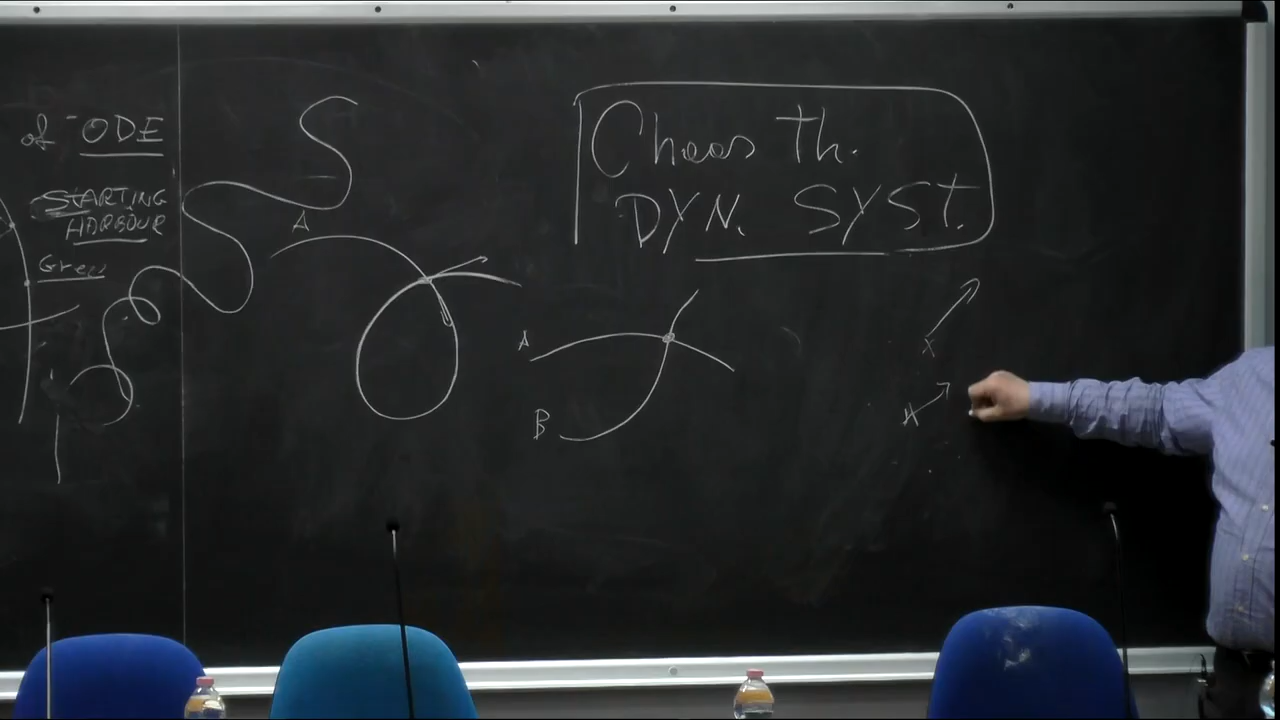 of ODE
STARTING
HARBOUR
Green
Chaos Th.
DYN. SYST.
A
A
B
x